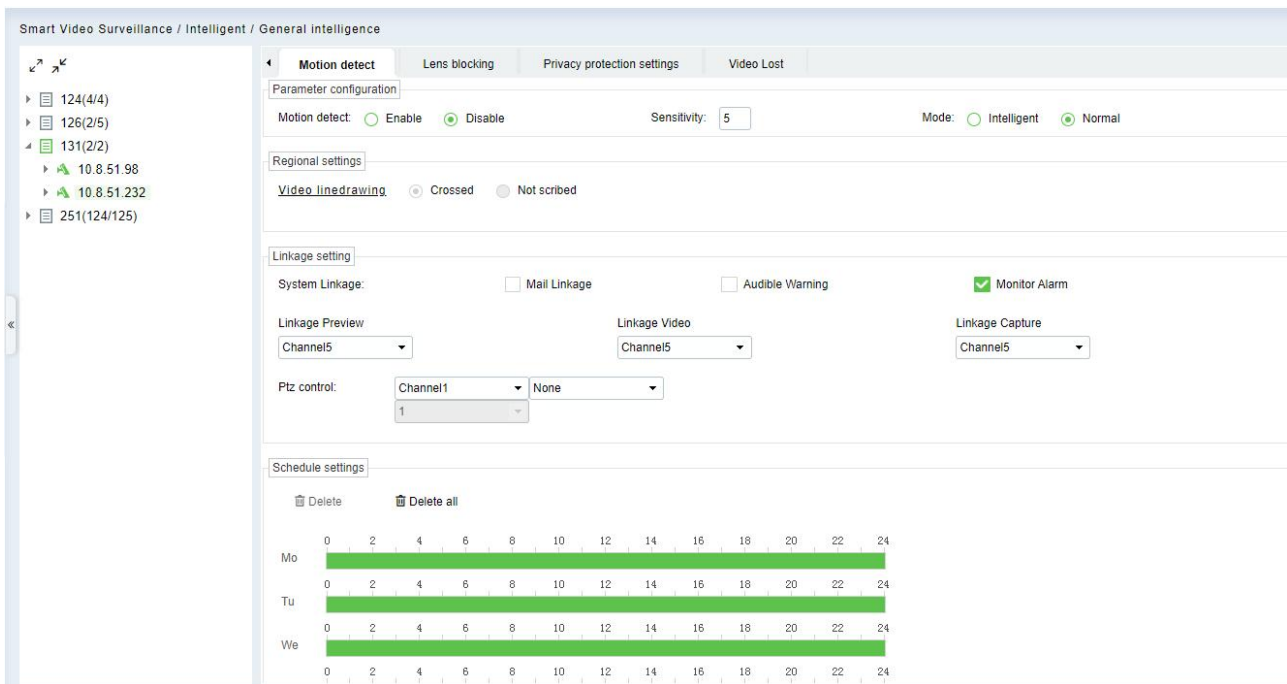 Smart Video Surveillance / Intelligent / General intelligence
124(4/4)
126(2/5)
131(2/2)
10.8.51.98
10.8.51.232
251(124/125)
Motion detect Lens blocking Privacy protection settings Video Lost
Parameter configuration
Motion detect: Enable Disable Sensitivity: 5 Mode: Intelligent Normal
Regional settings
Video linedrawing Crossed Not scribed
Linkage setting
System Linkage: Mail Linkage Audible Warning Monitor Alarm
Linkage Preview Linkage Video Linkage Capture
Channel5 Channel5 Channel5
Ptz control: Channel1 None
1
Schedule settings
Delete Delete all
0 2 4 6 8 10 12 14 16 18 20 22 24
Mo
0 2 4 6 8 10 12 14 16 18 20 22 24
Tu
0 2 4 6 8 10 12 14 16 18 20 22 24
We
0 2 4 6 8 10 12 14 16 18 20 22 24